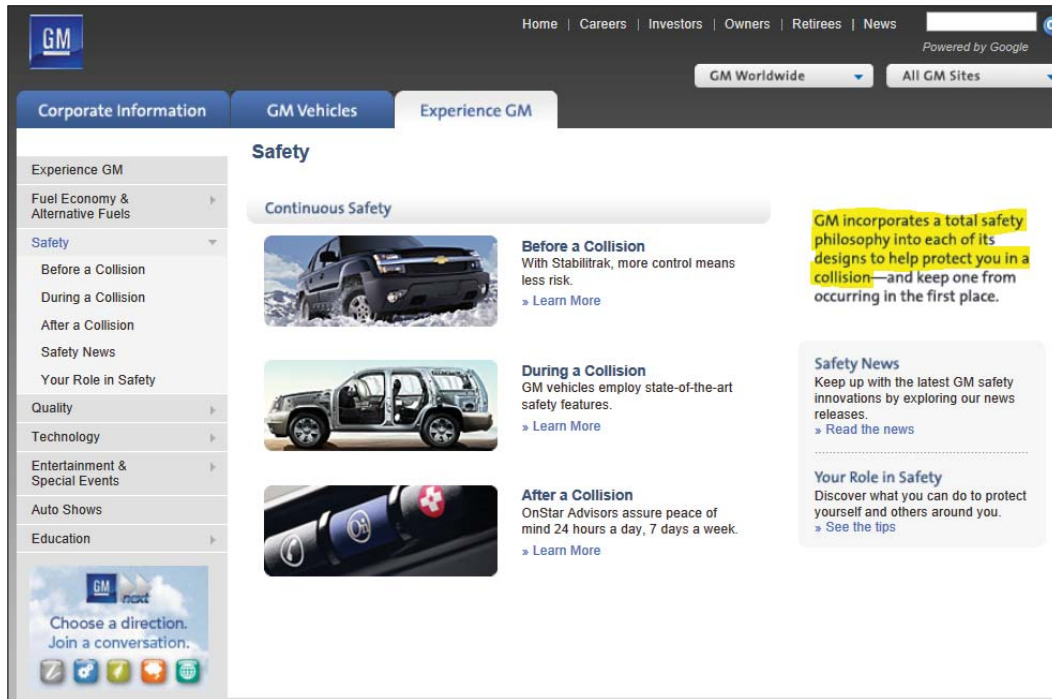 GM
Home | Careers | Investors | Owners | Retirees | News
Powered by Google
GM Worldwide
All GM Sites
Corporate Information
GM Vehicles
Experience GM
Experience GM
Fuel Economy &
Alternative Fuels
Safety
Before a Collision
During a Collision
After a Collision
Safety News
Your Role in Safety
Quality
Technology
Entertainment &
Special Events
Auto Shows
Education
GM
next
Choose a direction.
Join a conversation.
Safety
Continuous Safety
Before a Collision
With Stabilitrak, more control means
less risk.
» Learn More
During a Collision
GM vehicles employ state-of-the-art
safety features.
» Learn More
After a Collision
OnStar Advisors assure peace of
mind 24 hours a day, 7 days a week.
» Learn More
GM incorporates a total safety
philosophy into each of its
designs to help protect you in a
collision—and keep one from
occurring in the first place.
Safety News
Keep up with the latest GM safety
innovations by exploring our news
releases.
» Read the news
Your Role in Safety
Discover what you can do to protect
yourself and others around you.
» See the tips